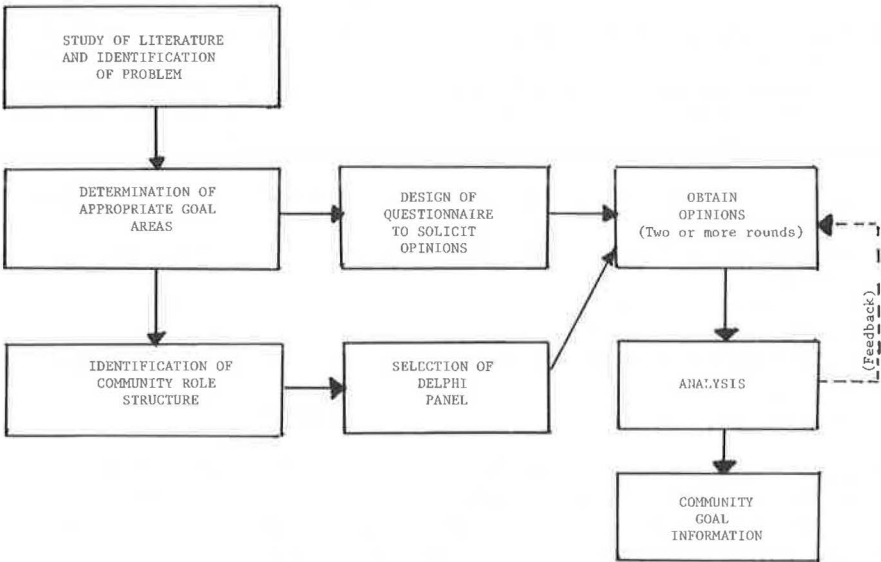 STUDY OF LITERATURE
AND IDENTIFICATION
OF PROBLEM
DETERMINATION OF
APPROPRIATE GOAL
AREAS
DESIGN OF
QUESTIONNAIRE
TO SOLICIT
OPINIONS
OBTAIN
OPINIONS
(Two or more rounds)
IDENTIFICATION OF
COMMUNITY ROLE
STRUCTURE
SELECTION OF
DELPHI
PANEL
ANALYSIS
(Feedback)
COMMUNITY
GOAL
INFORMATION